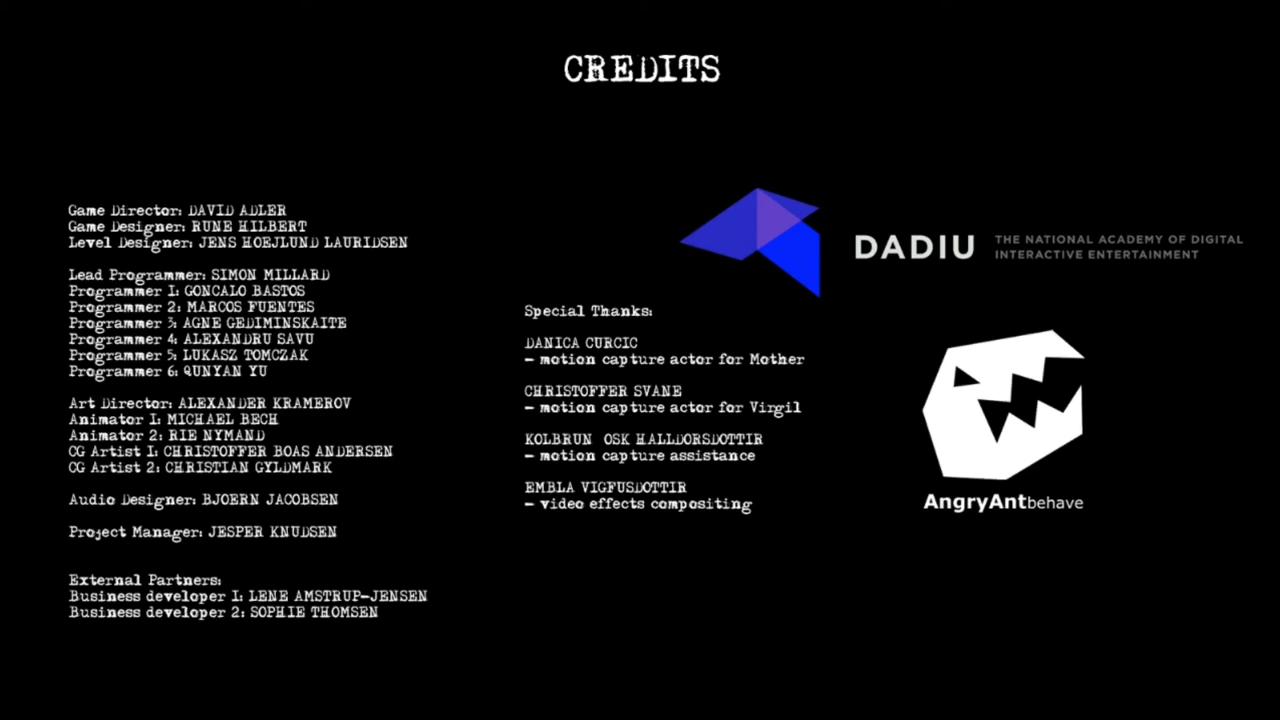 CREDITS
Game Director: DAVID ADLER
Game Designer: RUNE HILBERT
Level Designer: JENS HOEJLUND LAURIDSEN
Lead Programmer: SIMON MILLARD
Programmer 1: GONCALO BASTOS
Programmer 2: MARCOS FUENTES
Programmer 3: AGNE GEDIMINSKAITE
Programmer 4: ALEXANDRU SAVU
Programmer 5: LUKASZ TOMCZAK
Programmer 6: QUNYAN YU
Art Director: ALEXANDER KRAMEROV
Animator 1: MICHAEL BECH
Animator 2: RIE NYMAND
CG Artist 1: CHRISTOFFER BOAS ANDERSEN
CG Artist 2: CHRISTIAN GYLDMARK
Audio Designer: BJOERN JACOBSEN
Project Manager: JESPER KNUDSEN
External Partners:
Business developer 1: LENE AMSTRUP-JENSEN
Business developer 2: SOPHIE THOMSEN
Special Thanks:
DANICA CURCIC
- motion capture actor for Mother
CHRISTOFFER SVANE
- motion capture actor for Virgil
KOLBRUN OSK HALLDORSDOTTIR
- motion capture assistance
EMBLA VIGFUSDOTTIR
- video effects compositing
DADIU
THE NATIONAL ACADEMY OF DIGITAL
INTERACTIVE ENTERTAINMENT
AngryAntbehave